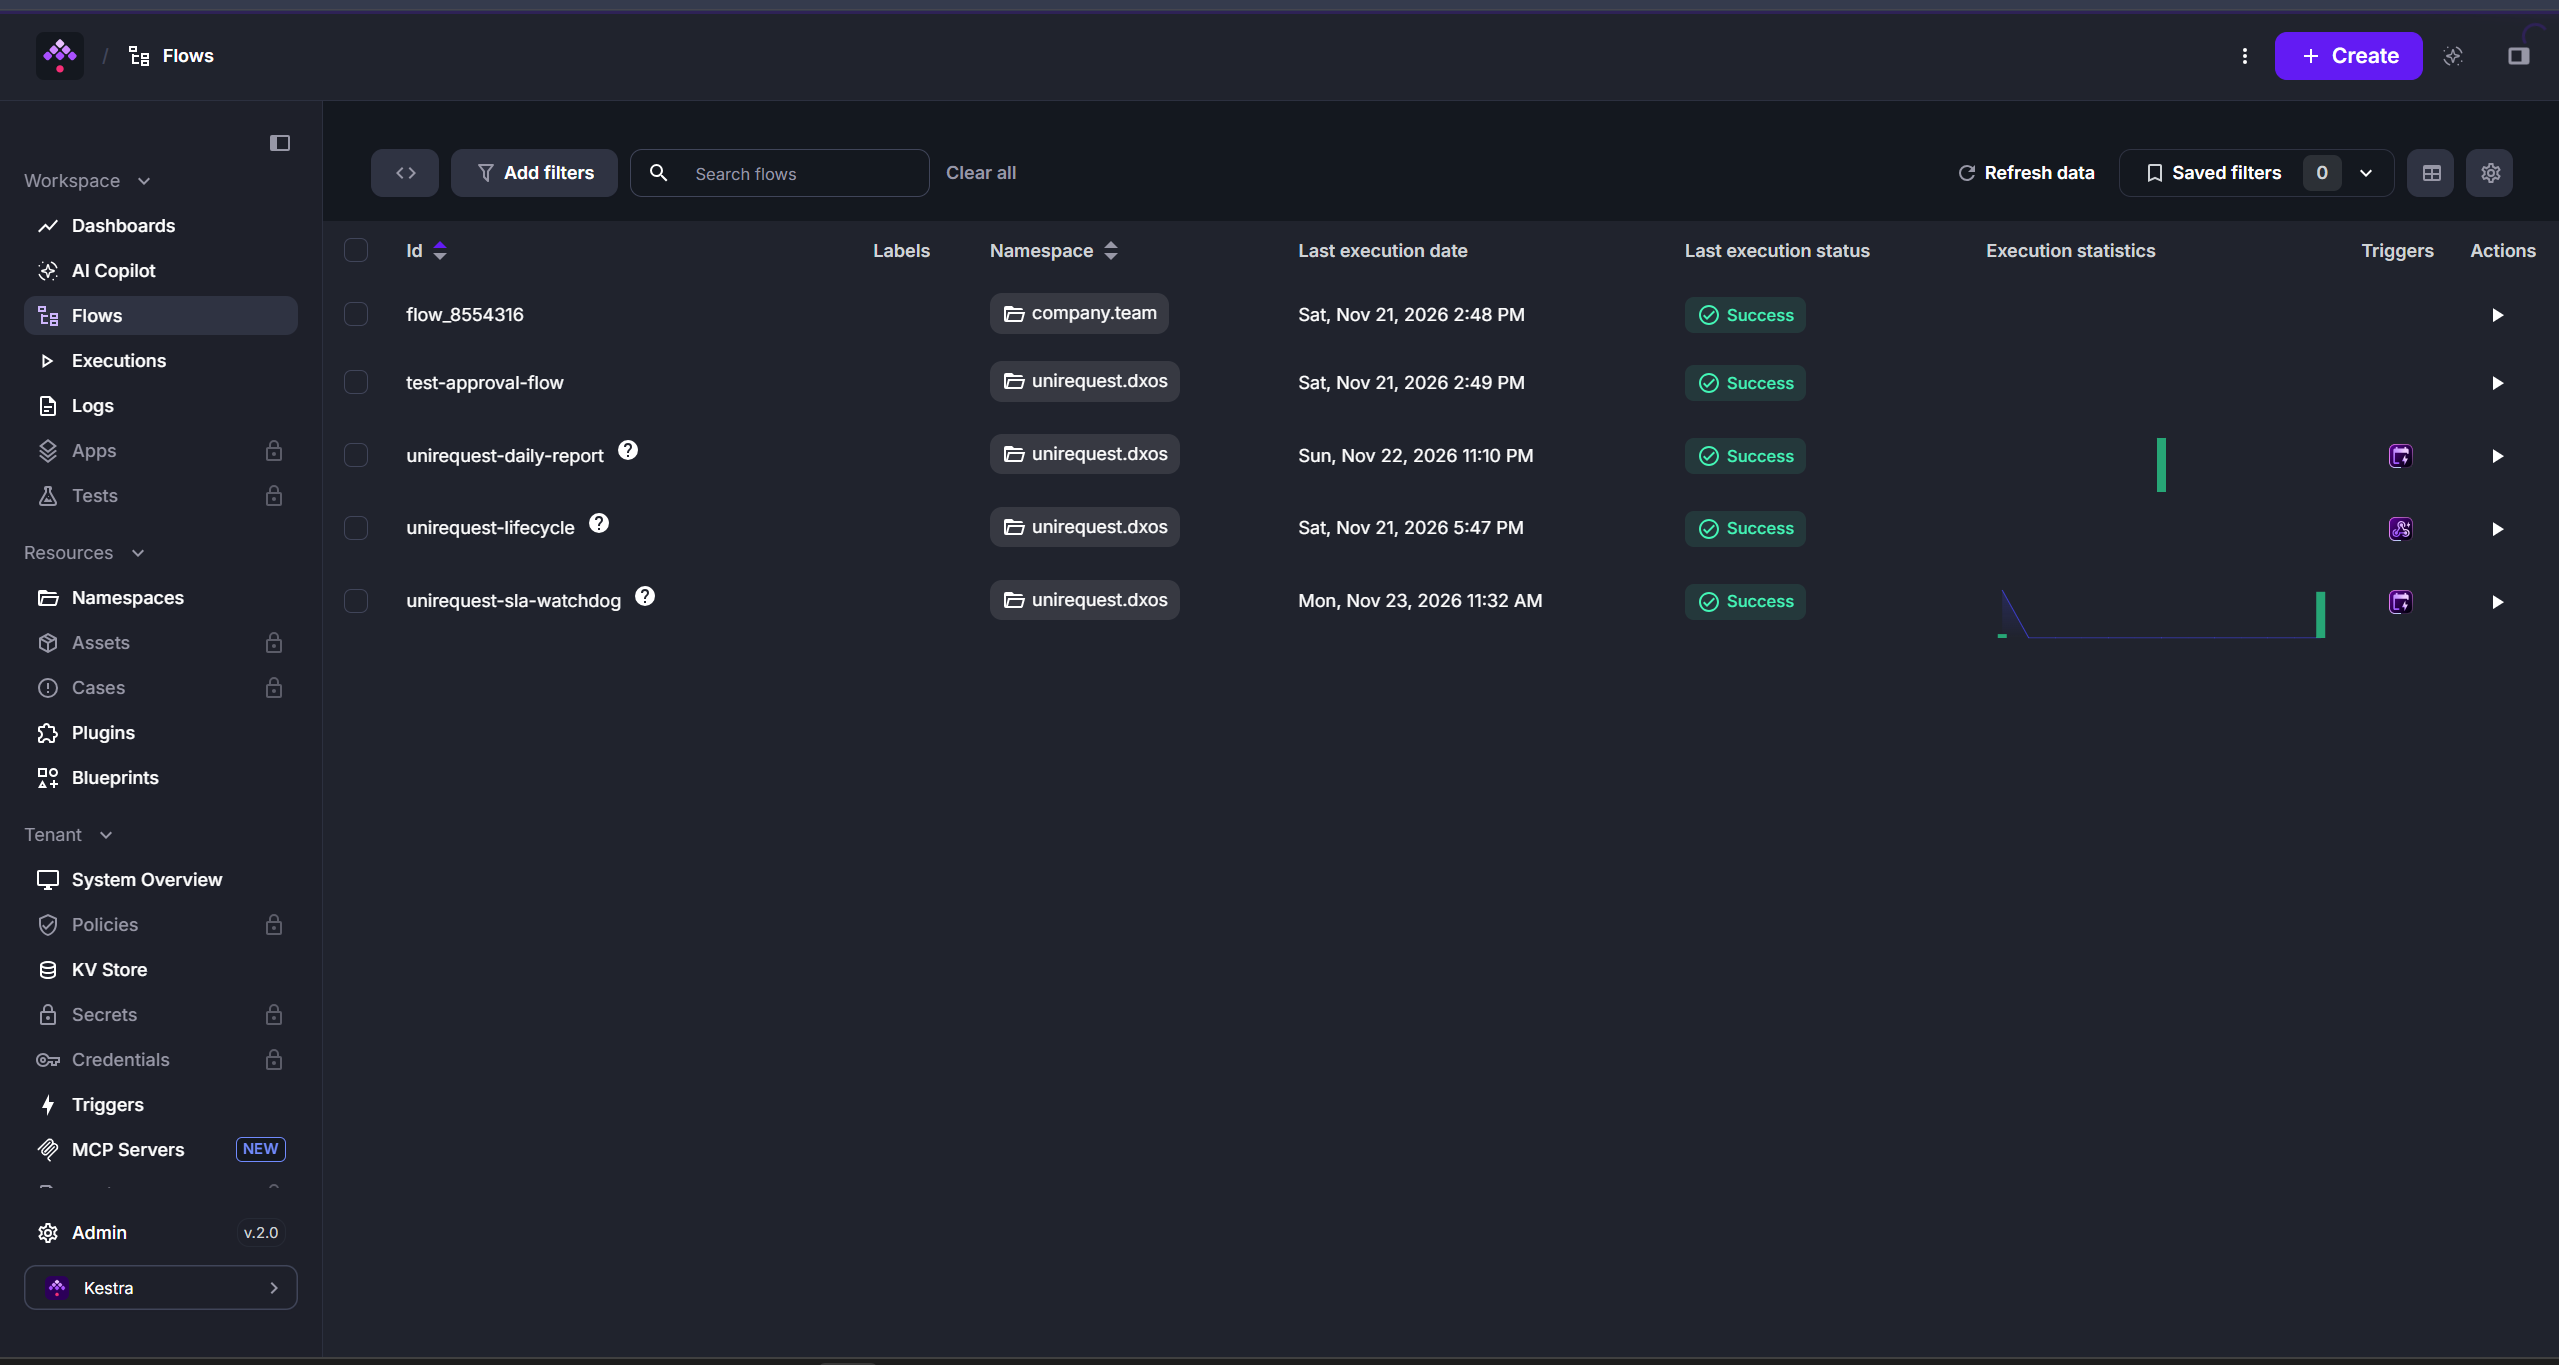 / Flows
+ Create
Workspace
Dashboards
AI Copilot
Flows
Executions
Logs
Apps
Tests
Resources
Namespaces
Assets
Cases
Plugins
Blueprints
Tenant
System Overview
Policies
KV Store
Secrets
Credentials
Triggers
MCP Servers NEW
Admin v.2.0
Kestra
Add filters Search flows Clear all Refresh data Saved filters 0
Id Labels Namespace Last execution date Last execution status Execution statistics Triggers Actions
flow_8554316 company.team Sat, Nov 21, 2026 2:48 PM Success
test-approval-flow unirequest.dxos Sat, Nov 21, 2026 2:49 PM Success
unirequest-daily-report ? unirequest.dxos Sun, Nov 22, 2026 11:10 PM Success
unirequest-lifecycle ? unirequest.dxos Sat, Nov 21, 2026 5:47 PM Success
unirequest-sla-watchdog ? unirequest.dxos Mon, Nov 23, 2026 11:32 AM Success